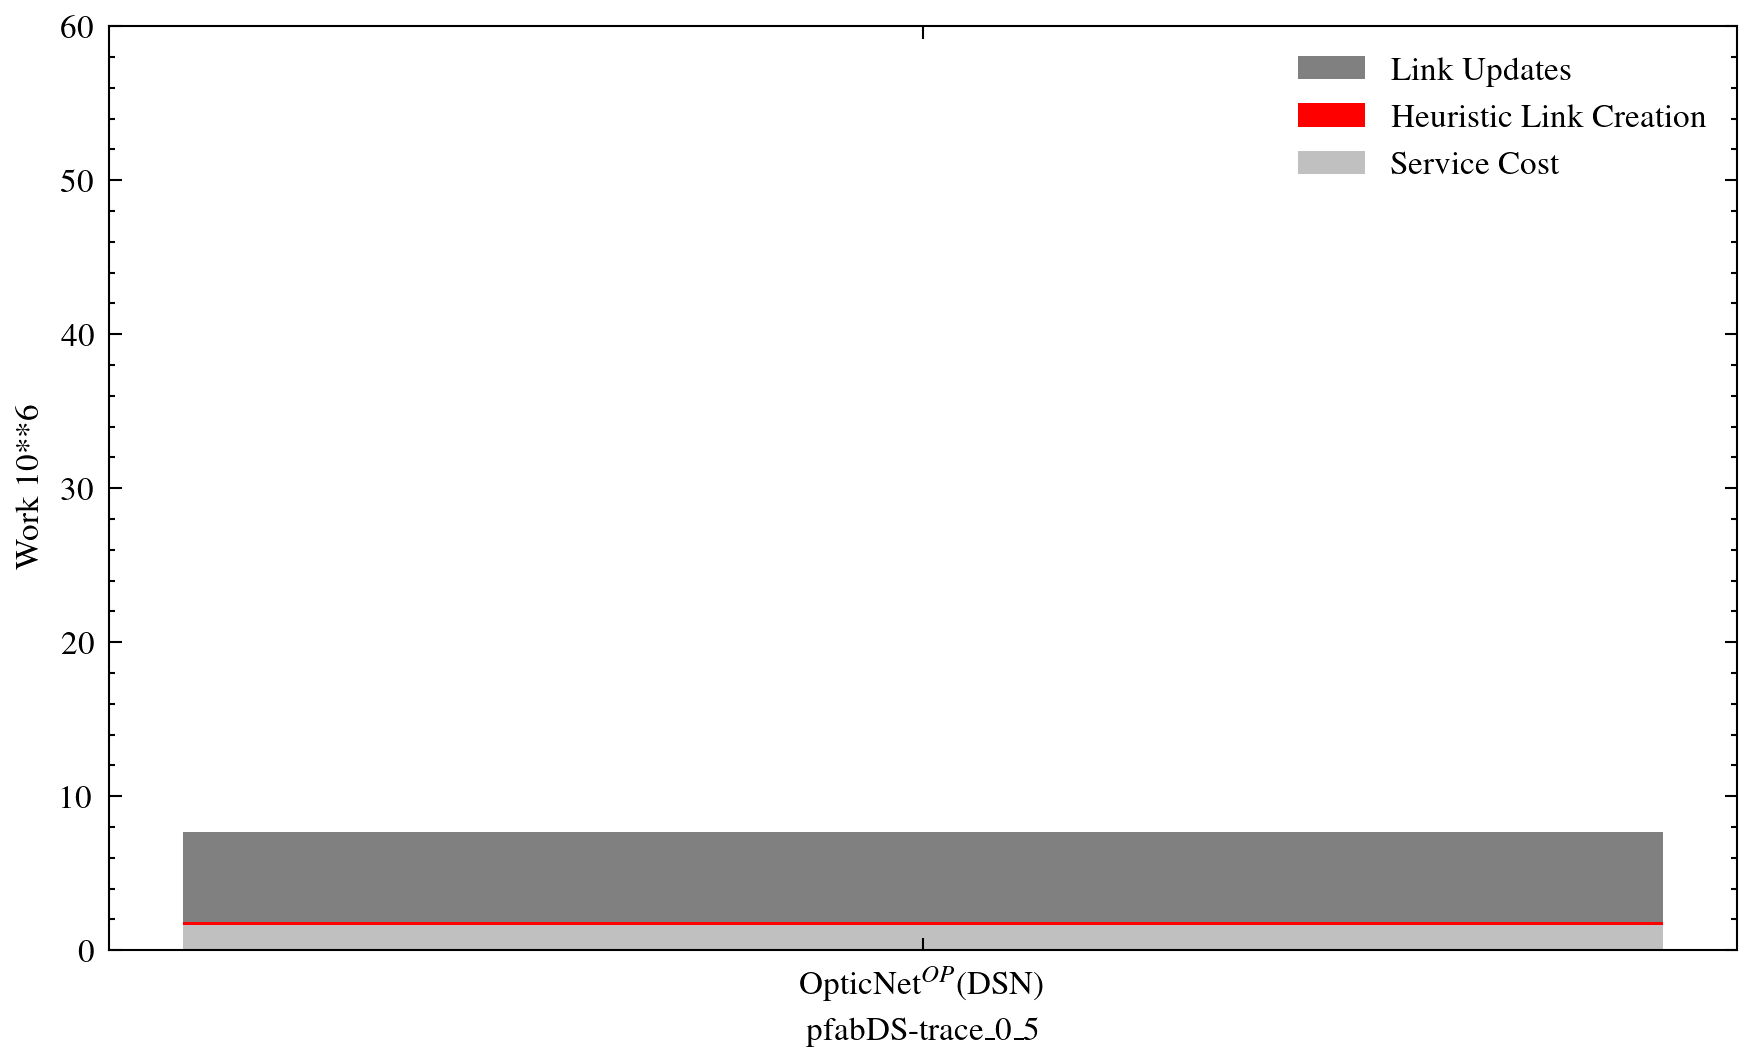 60
50
40
30
20
10
0
Work 10**6
Link Updates
Heuristic Link Creation
Service Cost
OpticNet^{OP}(DSN)
pfabDS-trace_0_5